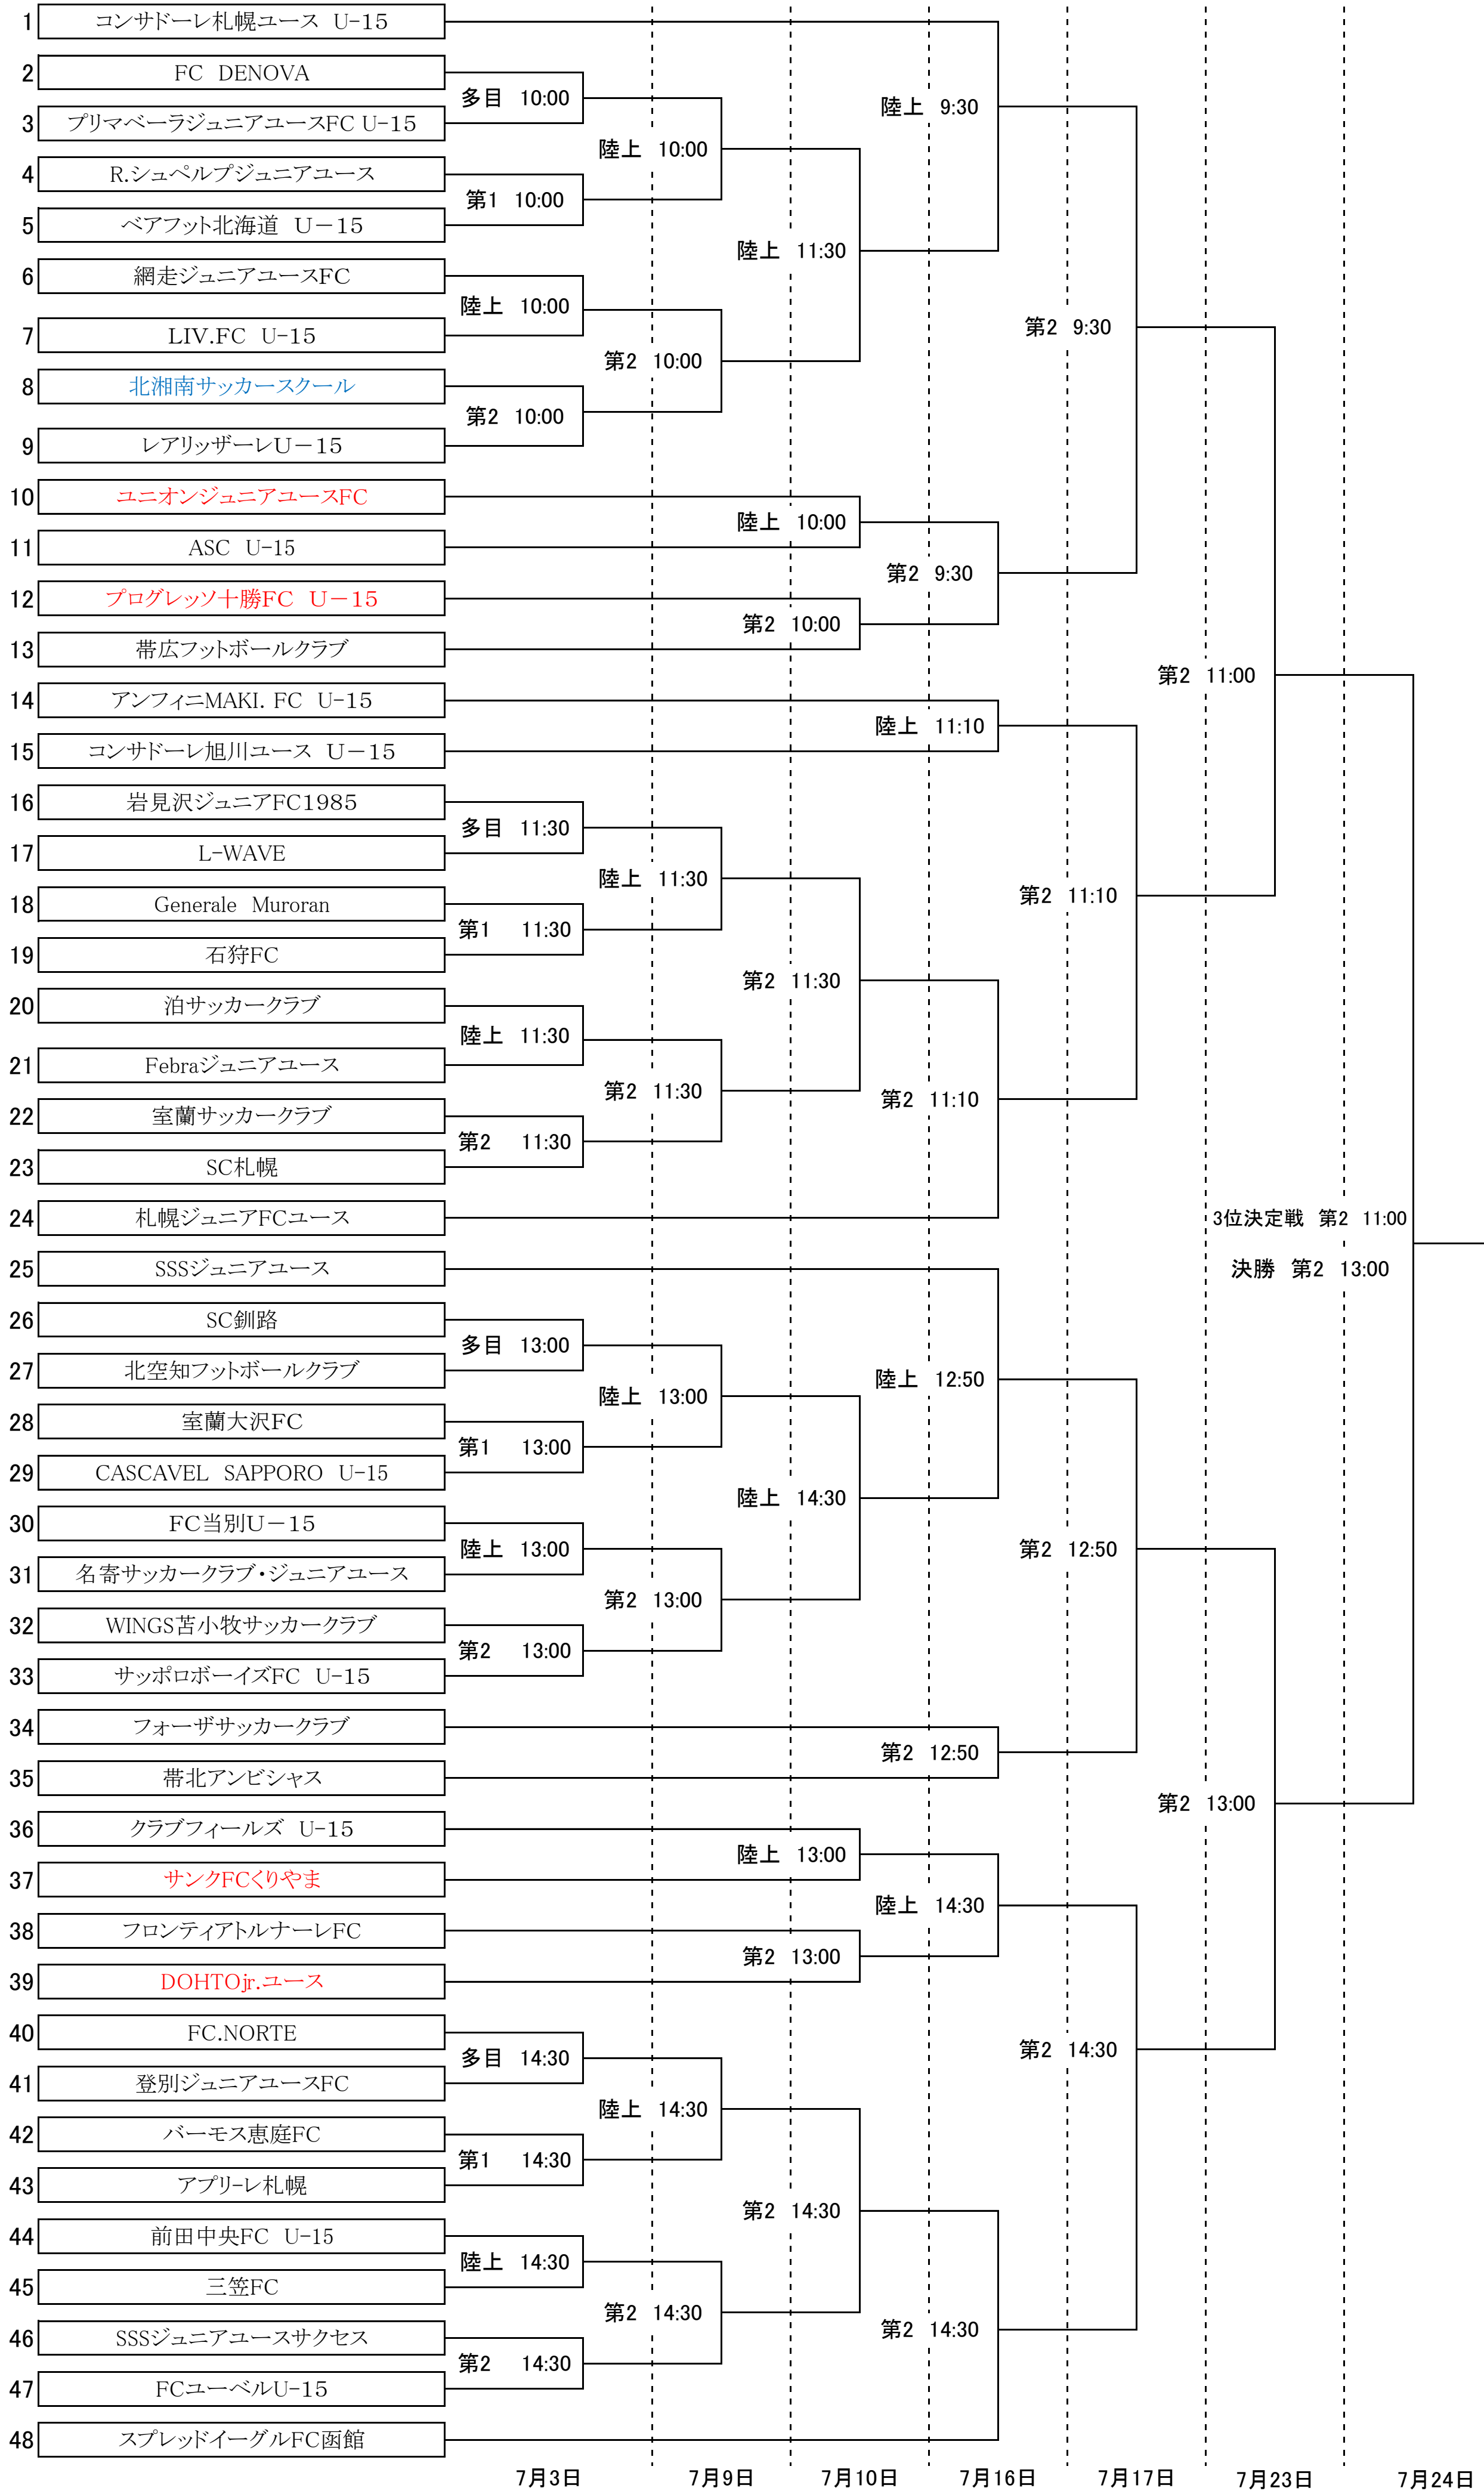 1 コンサドーレ札幌ユース U-15
2 FC DENOVA
多目 10:00
陸上 9:30
3 プリマベーラジュニアユースFC U-15
陸上 10:00
4 R.シュペルプジュニアユース
第1 10:00
5 ベアフット北海道 U-15
陸上 11:30
6 網走ジュニアユースFC
陸上 10:00
7 LIV.FC U-15
第2 9:30
第2 10:00
8 北湘南サッカースクール
第2 10:00
9 レアリッザーレU-15
10 ユニオンジュニアユースFC
陸上 10:00
11 ASC U-15
第2 9:30
12 プログレッソ十勝FC U-15
第2 10:00
13 帯広フットボールクラブ
第2 11:00
14 アンフィニMAKI. FC U-15
陸上 11:10
15 コンサドーレ旭川ユース U-15
16 岩見沢ジュニアFC1985
多目 11:30
17 L-WAVE
陸上 11:30
第2 11:10
18 Generale Muroran
第1 11:30
19 石狩FC
第2 11:30
20 泊サッカークラブ
陸上 11:30
21 Febraジュニアユース
第2 11:30
第2 11:10
22 室蘭サッカークラブ
第2 11:30
23 SC札幌
24 札幌ジュニアFCユース
3位決定戦 第2 11:00
25 SSSジュニアユース
決勝 第2 13:00
26 SC釧路
多目 13:00
27 北空知フットボールクラブ
陸上 12:50
陸上 13:00
28 室蘭大沢FC
第1 13:00
29 CASCAVEL SAPPORO U-15
陸上 14:30
30 FC当別U-15
陸上 13:00
第2 12:50
31 名寄サッカークラブ・ジュニアユース
第2 13:00
32 WINGS苫小牧サッカークラブ
第2 13:00
33 サッポロボーイズFC U-15
34 フォーザサッカークラブ
第2 12:50
35 帯北アンビシャス
第2 13:00
36 クラブフィールズ U-15
陸上 13:00
37 サンクFCくりやま
陸上 14:30
38 フロンティアトルナーレFC
第2 13:00
39 DOHTOjr.ユース
40 FC.NORTE
第2 14:30
多目 14:30
41 登別ジュニアユースFC
陸上 14:30
42 バーモス恵庭FC
第1 14:30
43 アプリ-レ札幌
第2 14:30
44 前田中央FC U-15
陸上 14:30
45 三笠FC
第2 14:30
第2 14:30
46 SSSジュニアユースサクセス
第2 14:30
47 FCユーベルU-15
48 スプレッドイーグルFC函館
7月3日 7月9日 7月10日 7月16日 7月17日 7月23日 7月24日